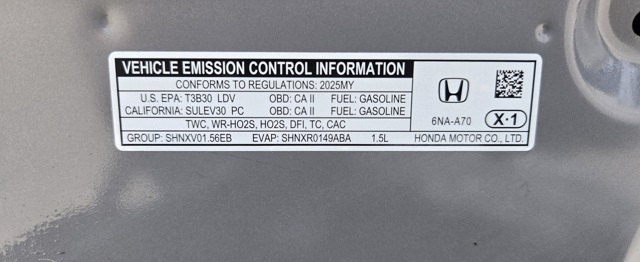 VEHICLE EMISSION CONTROL INFORMATION
CONFORMS TO REGULATIONS: 2025MY
U.S. EPA: T3B30 LDV OBD: CA II FUEL: GASOLINE
CALIFORNIA: SULEV30 PC OBD: CA II FUEL: GASOLINE
TWC, WR-HO2S, HO2S, DFI, TC, CAC
GROUP: SHNXV01.56EB EVAP: SHNXR0149ABA 1.5L
6NA-A70 X·1
HONDA MOTOR CO., LTD.